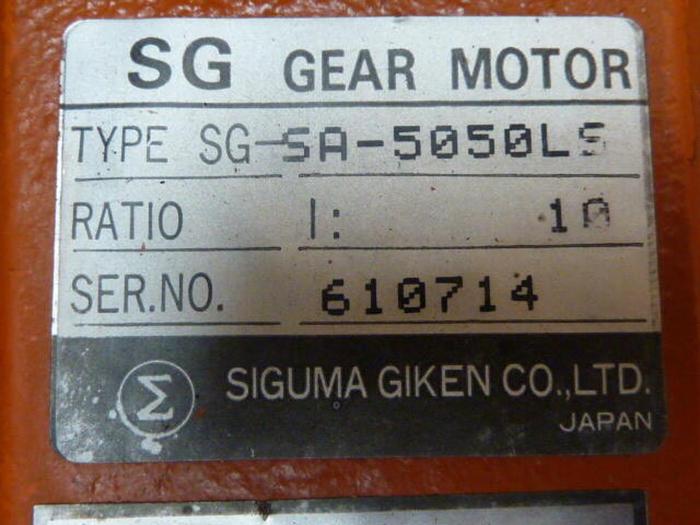 SG GEAR MOTOR
TYPE SG-SA-5050LS
RATIO 1: 10
SER.NO. 610714
Σ SIGUMA GIKEN CO.,LTD.
JAPAN